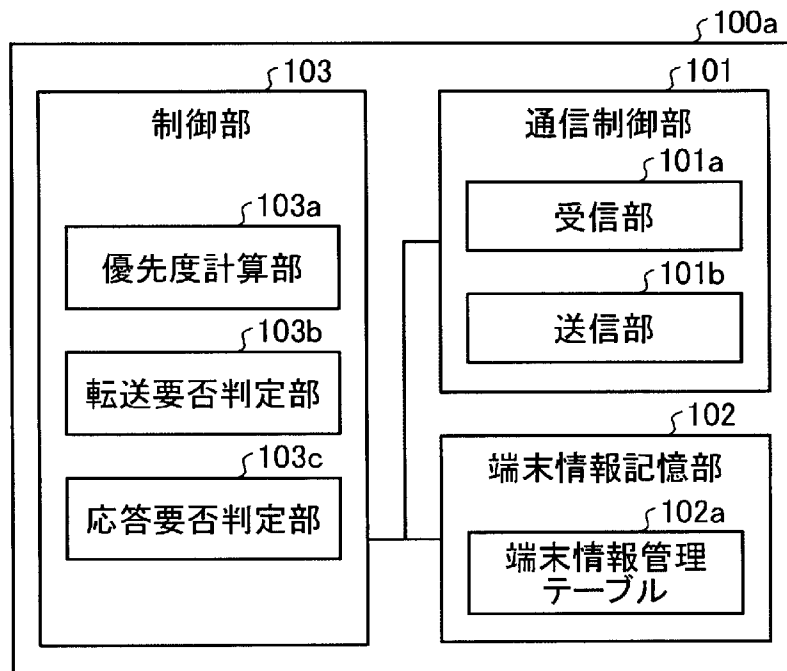 100a
103
制御部
103a
優先度計算部
103b
転送要否判定部
103c
応答要否判定部
101
通信制御部
101a
受信部
101b
送信部
102
端末情報記憶部
102a
端末情報管理
テーブル